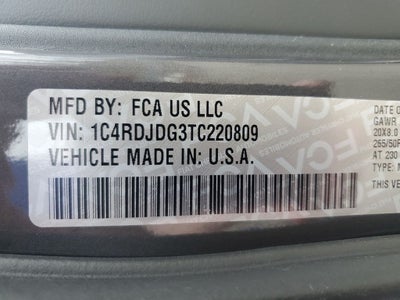 MFD BY: FCA US LLC
VIN: 1C4RDJDG3TC220809
VEHICLE MADE IN: U.S.A.
DATE O
GAWR
20X8.0
265/50R
AT 230
TYPE: M
THIS VE